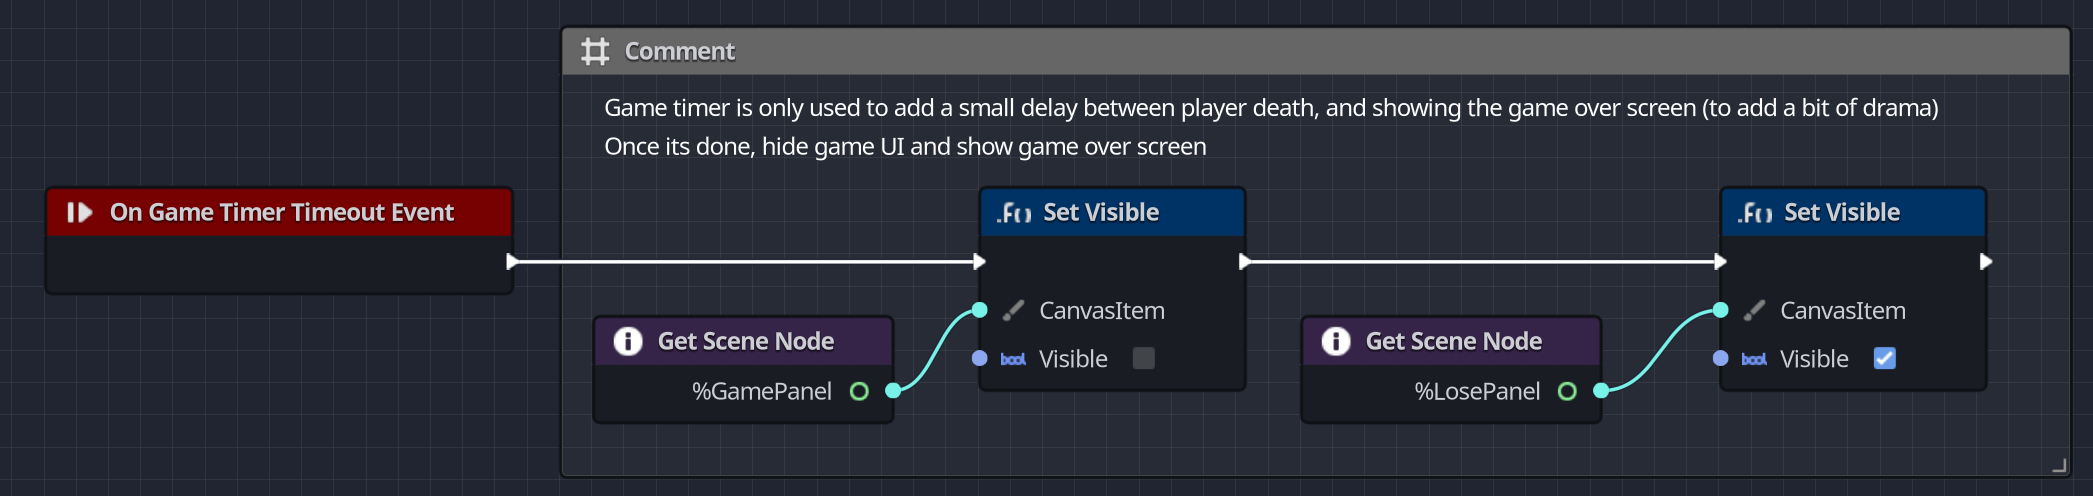 Comment
Game timer is only used to add a small delay between player death, and showing the game over screen (to add a bit of drama)
Once its done, hide game UI and show game over screen
On Game Timer Timeout Event
.F() Set Visible
.F() Set Visible
CanvasItem
CanvasItem
Get Scene Node
Get Scene Node
bool Visible
bool Visible
%GamePanel
%LosePanel